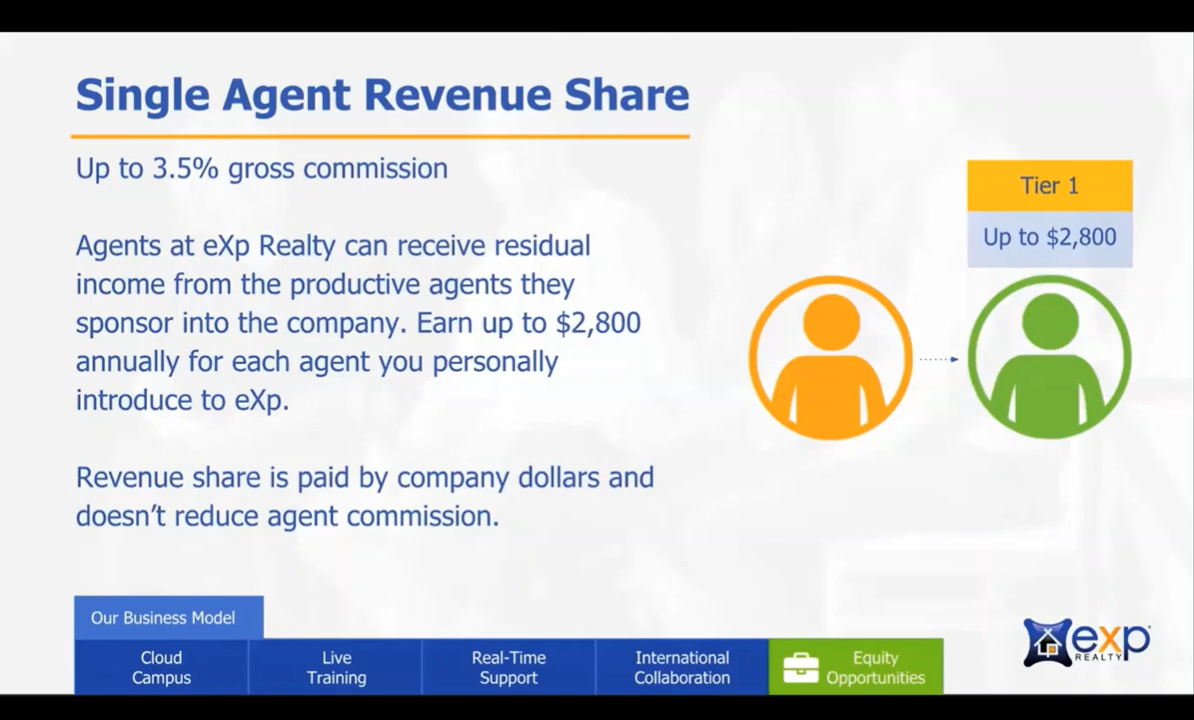 Single Agent Revenue Share
Up to 3.5% gross commission
Agents at eXp Realty can receive residual
income from the productive agents they
sponsor into the company. Earn up to $2,800
annually for each agent you personally
introduce to eXp.
Revenue share is paid by company dollars and
doesn't reduce agent commission.
Tier 1
Up to $2,800
Our Business Model
Cloud
Campus
Live
Training
Real-Time
Support
International
Collaboration
Equity
Opportunities
exp
REALTY